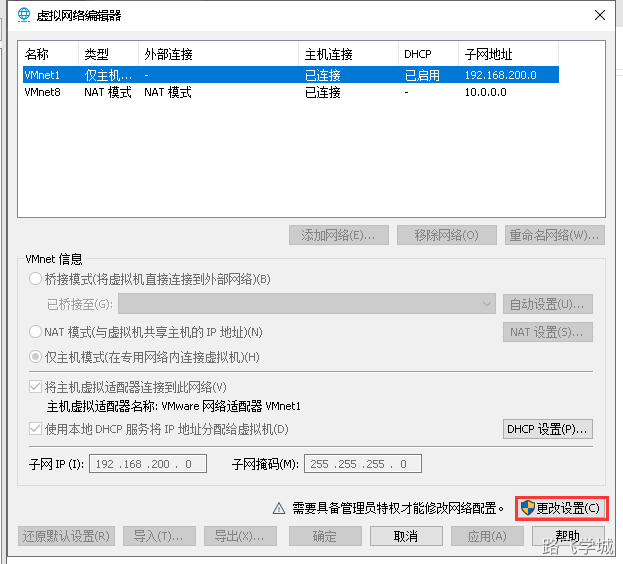 虚拟网络编辑器
名称 类型 外部连接 主机连接 DHCP 子网地址
VMnet1 仅主机... - 已连接 已启用 192.168.200.0
VMnet8 NAT 模式 NAT 模式 已连接 - 10.0.0.0
添加网络(E)... 移除网络(O) 重命名网络(W)...
VMnet 信息
桥接模式(将虚拟机直接连接到外部网络)(B)
已桥接至(G): 自动设置(U)...
NAT 模式(与虚拟机共享主机的 IP 地址)(N) NAT 设置(S)...
仅主机模式(在专用网络内连接虚拟机)(H)
将主机虚拟适配器连接到此网络(V)
主机虚拟适配器名称: VMware 网络适配器 VMnet1
使用本地 DHCP 服务将 IP 地址分配给虚拟机(D) DHCP 设置(P)...
子网 IP (I): 192 .168 .200 . 0 子网掩码(M): 255 .255 .255 . 0
需要具备管理员特权才能修改网络配置。 更改设置(C)
还原默认设置(R) 导入(T)... 导出(X)... 确定 取消 应用(A) 帮助
路飞学城